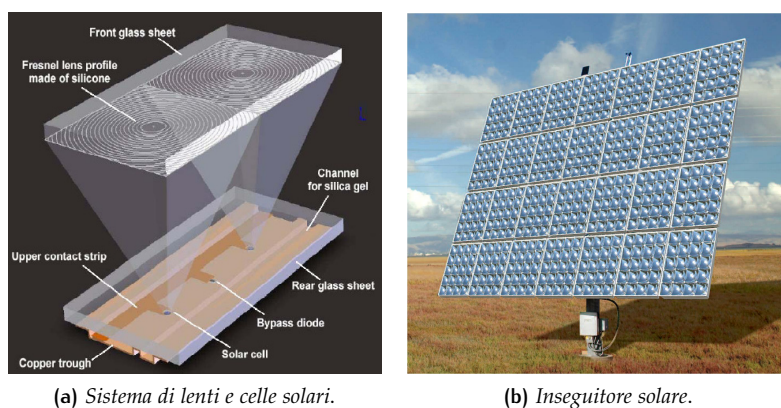 Front glass sheet
Fresnel lens profile
made of silicone
Channel
for silica gel
Upper contact strip
Rear glass sheet
Bypass diode
Solar cell
Copper trough
(a) Sistema di lenti e celle solari.
(b) Inseguitore solare.